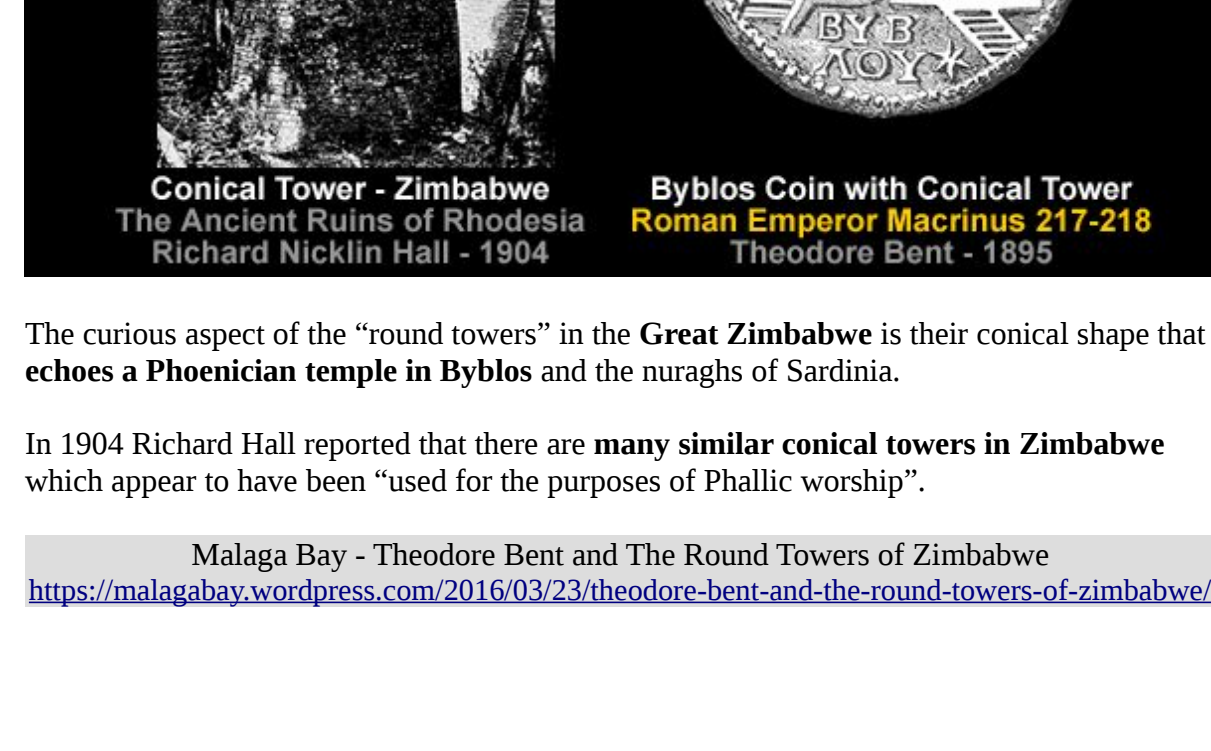 ΒΥΒ
ΛΟΥ
Conical Tower - Zimbabwe
The Ancient Ruins of Rhodesia
Richard Nicklin Hall - 1904
Byblos Coin with Conical Tower
Roman Emperor Macrinus 217-218
Theodore Bent - 1895
The curious aspect of the “round towers” in the Great Zimbabwe is their conical shape that
echoes a Phoenician temple in Byblos and the nuraghs of Sardinia.
In 1904 Richard Hall reported that there are many similar conical towers in Zimbabwe
which appear to have been “used for the purposes of Phallic worship”.
Malaga Bay - Theodore Bent and The Round Towers of Zimbabwe
https://malagabay.wordpress.com/2016/03/23/theodore-bent-and-the-round-towers-of-zimbabwe/